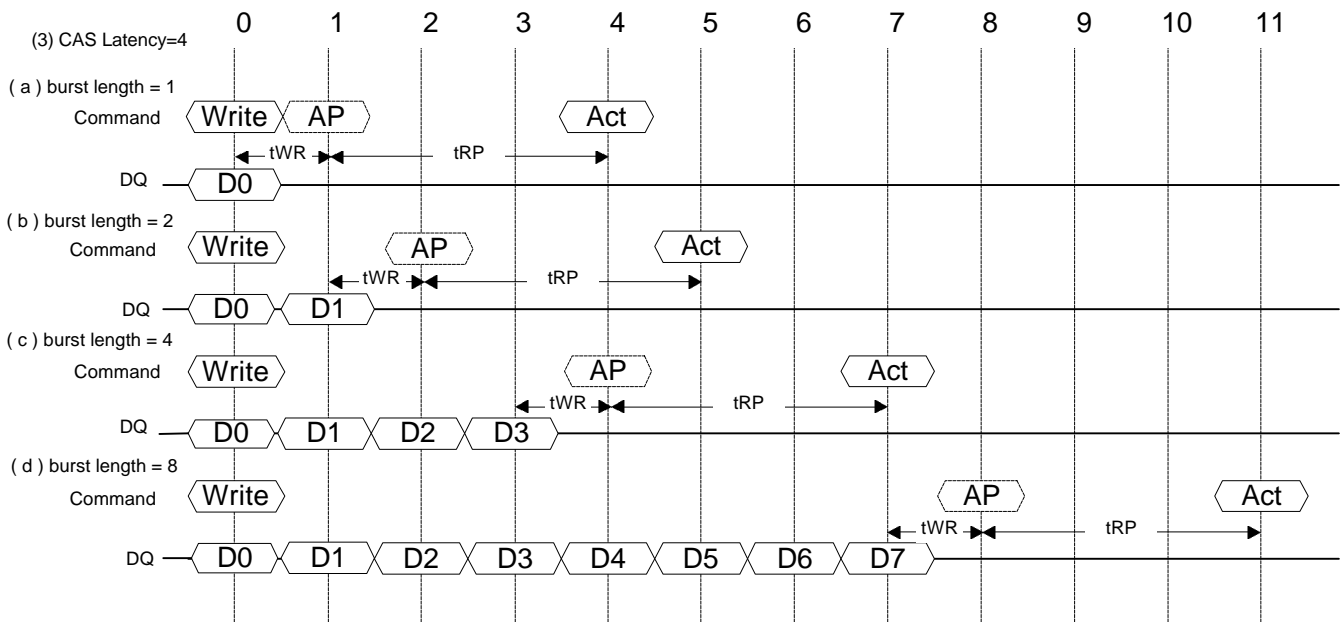 0 1 2 3 4 5 6 7 8 9 10 11
(3) CAS Latency=4
( a ) burst length = 1
Command Write AP Act
tWR tRP
DQ D0
( b ) burst length = 2
Command Write AP Act
tWR tRP
DQ D0 D1
( c ) burst length = 4
Command Write AP Act
tWR tRP
DQ D0 D1 D2 D3
( d ) burst length = 8
Command Write AP Act
tWR tRP
DQ D0 D1 D2 D3 D4 D5 D6 D7